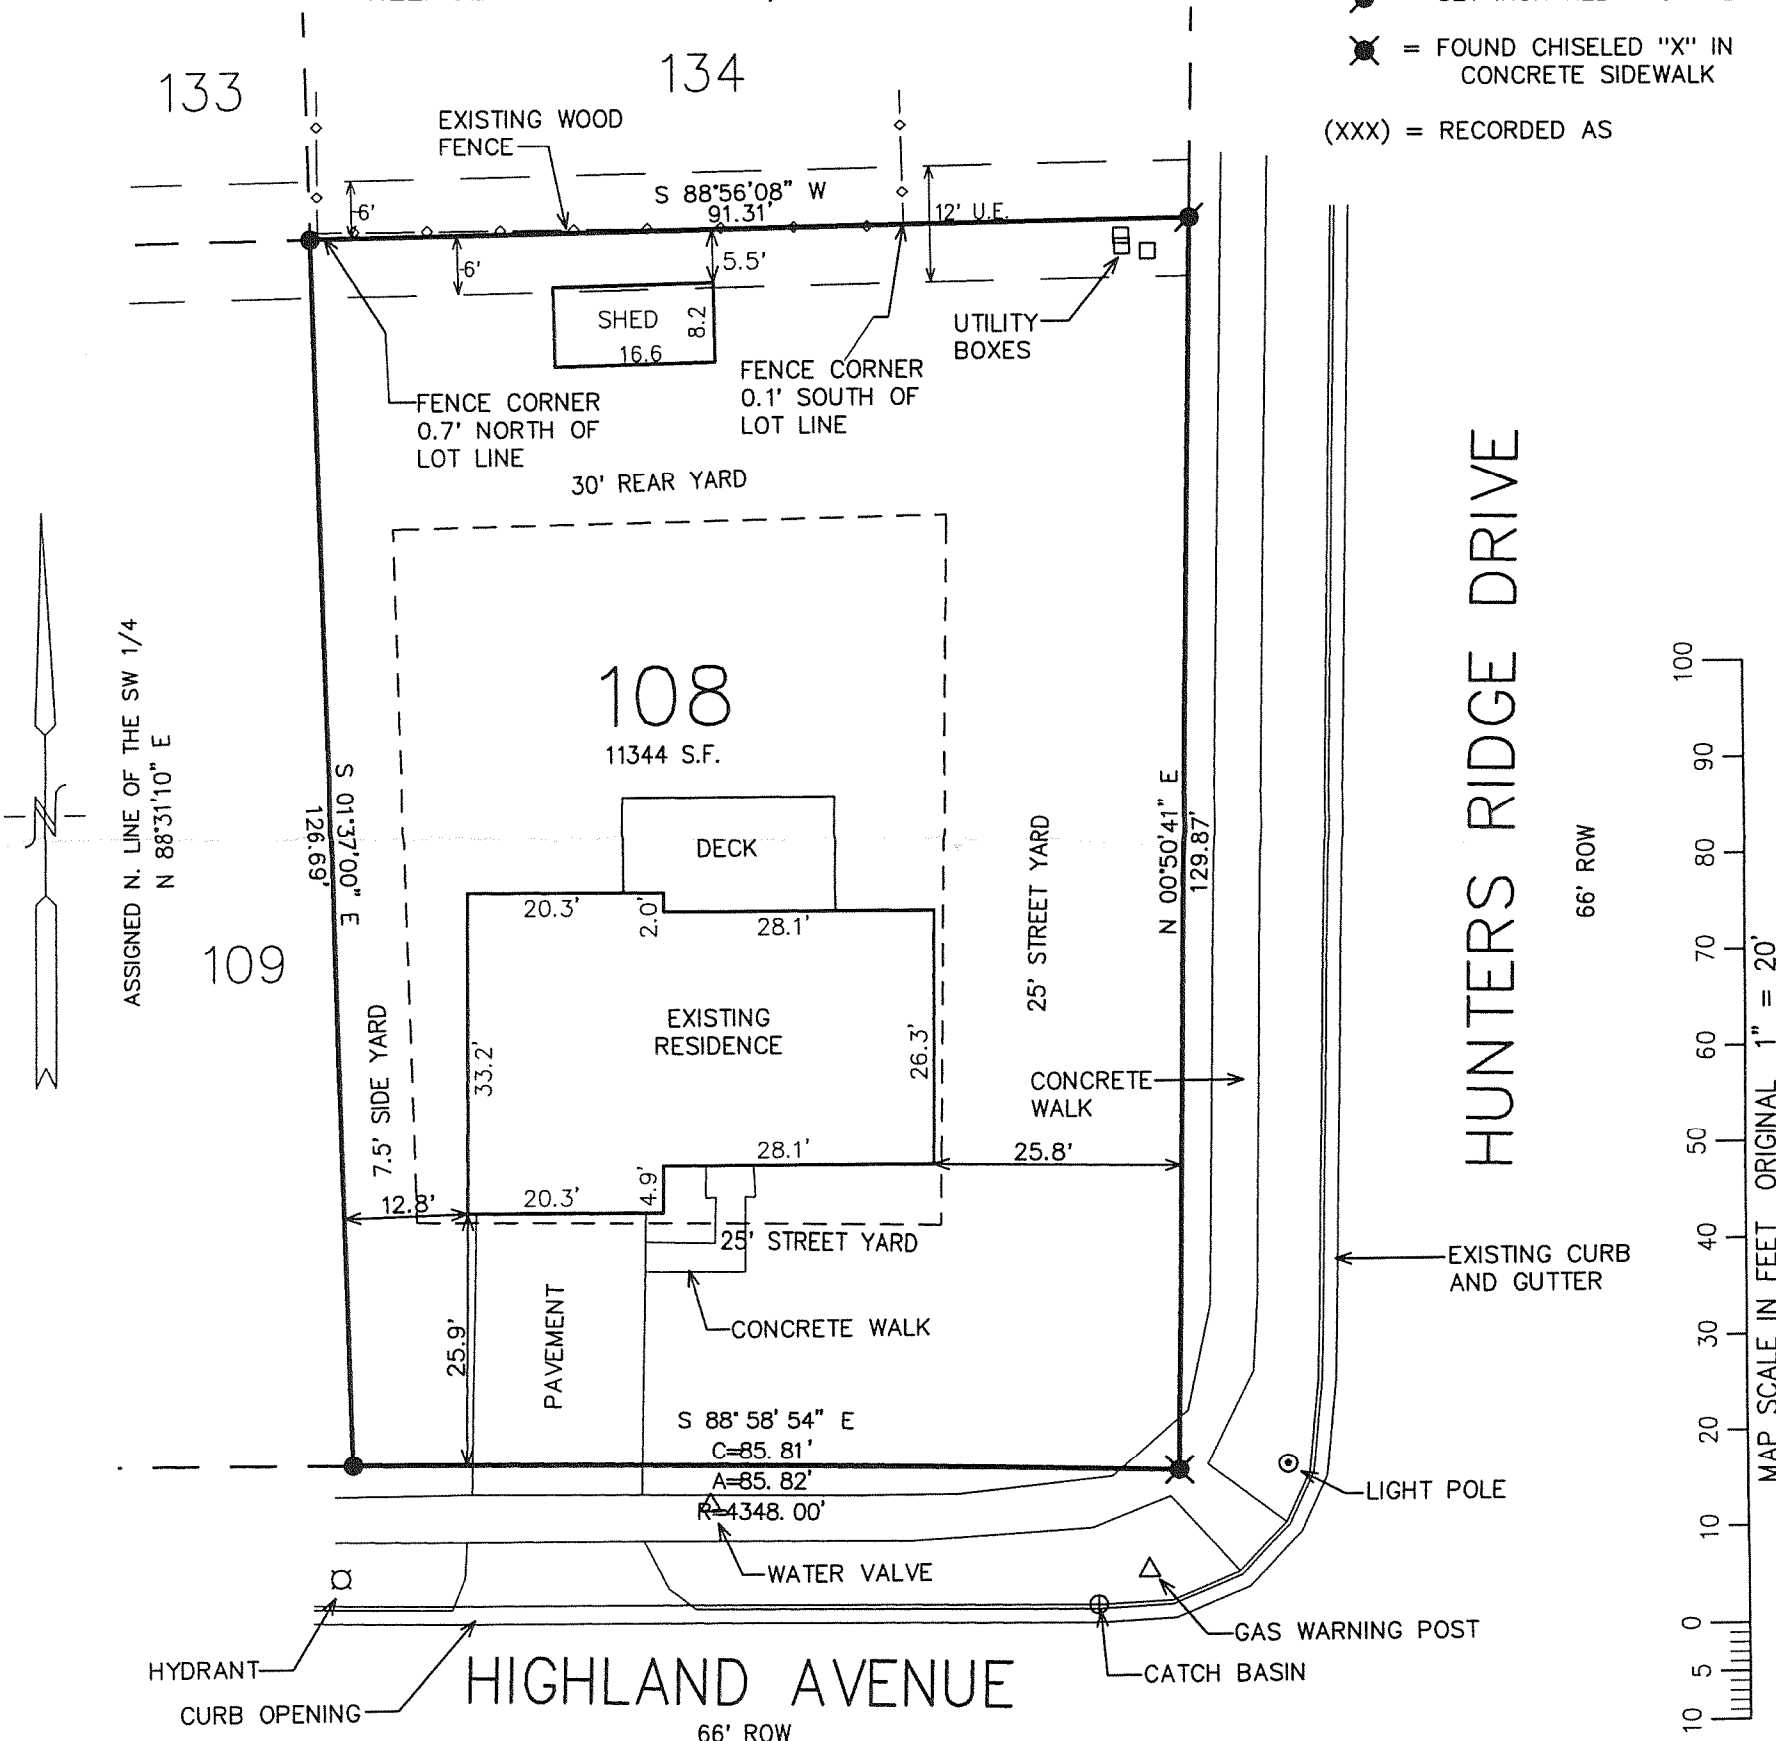 133
134
= FOUND CHISELED "X" IN
CONCRETE SIDEWALK
(XXX) = RECORDED AS
EXISTING WOOD
FENCE
S 88°56'08" W
91.31'
6'
12' U.E.
6'
5.5'
SHED
8.2
16.6
UTILITY
BOXES
FENCE CORNER
0.1' SOUTH OF
LOT LINE
FENCE CORNER
0.7' NORTH OF
LOT LINE
30' REAR YARD
HUNTERS RIDGE DRIVE
66' ROW
ASSIGNED N. LINE OF THE SW 1/4
N 88°31'10" E
N
108
11344 S.F.
S 01°37'00" E
126.69'
N 00°50'41" E
129.87'
DECK
20.3'
2.0'
28.1'
25' STREET YARD
109
EXISTING
RESIDENCE
33.2'
26.3'
7.5' SIDE YARD
CONCRETE
WALK
28.1'
25.8'
12.8'
20.3'
4.9'
25' STREET YARD
EXISTING CURB
AND GUTTER
25.9'
PAVEMENT
CONCRETE WALK
S 88°58'54" E
C=85.81'
A=85.82'
R=4348.00'
LIGHT POLE
WATER VALVE
GAS WARNING POST
HYDRANT
CATCH BASIN
CURB OPENING
HIGHLAND AVENUE
66' ROW
100
90
80
70
60
50
40
30
20
10
0
5
10
MAP SCALE IN FEET ORIGINAL 1" = 20'